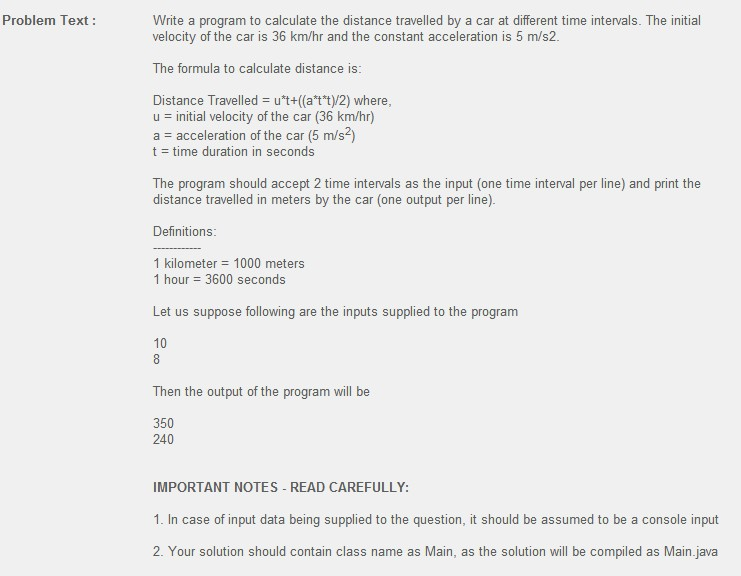 Problem Text :
Write a program to calculate the distance travelled by a car at different time intervals. The initial
velocity of the car is 36 km/hr and the constant acceleration is 5 m/s2.
The formula to calculate distance is:
Distance Travelled = u*t+((a*t*t)/2) where,
u = initial velocity of the car (36 km/hr)
a = acceleration of the car (5 m/s²)
t = time duration in seconds
The program should accept 2 time intervals as the input (one time interval per line) and print the
distance travelled in meters by the car (one output per line).
Definitions:
------------
1 kilometer = 1000 meters
1 hour = 3600 seconds
Let us suppose following are the inputs supplied to the program
10
8
Then the output of the program will be
350
240
IMPORTANT NOTES - READ CAREFULLY:
1. In case of input data being supplied to the question, it should be assumed to be a console input
2. Your solution should contain class name as Main, as the solution will be compiled as Main.java